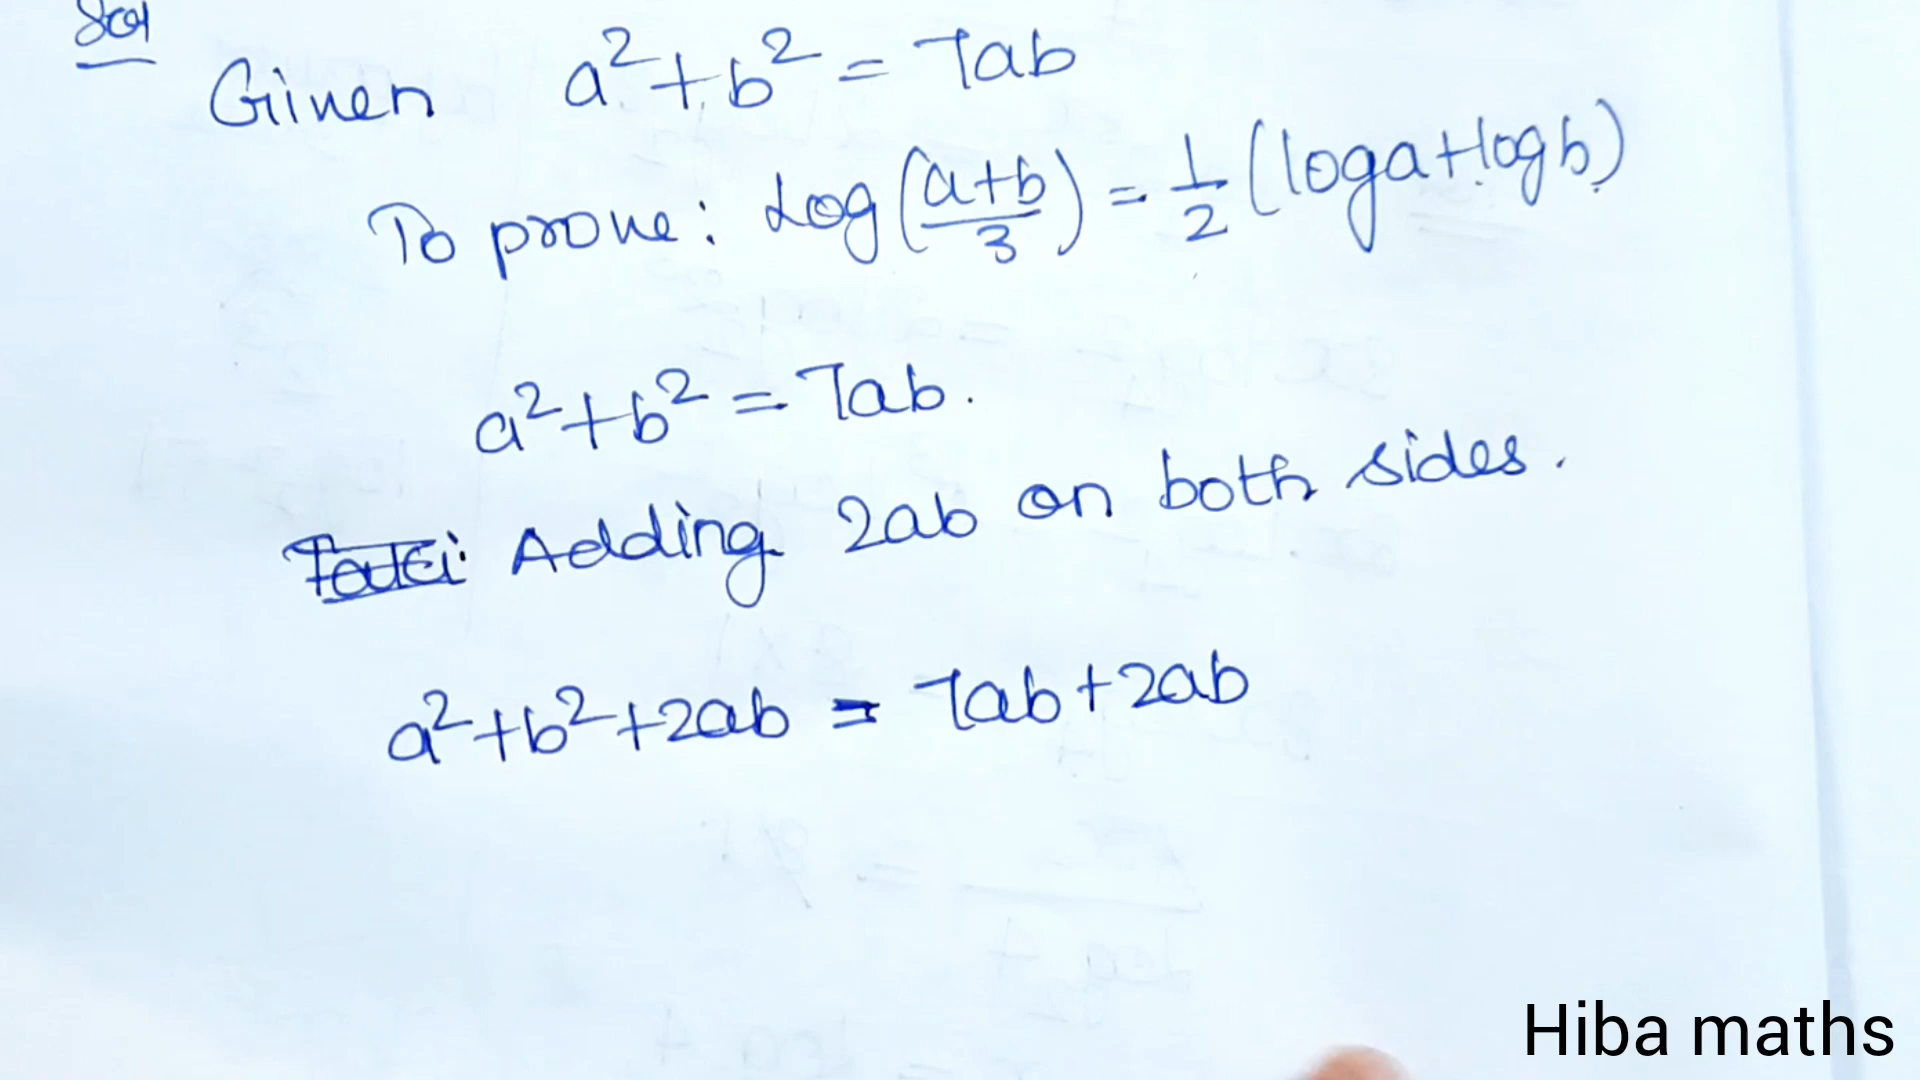 Sol
Given a²+b² = 7ab
To prove: Log(a+b/3) = 1/2 (loga+logb)
a²+b² = 7ab.
Adding 2ab on both sides.
a²+b²+2ab = 7ab+2ab
Hiba maths